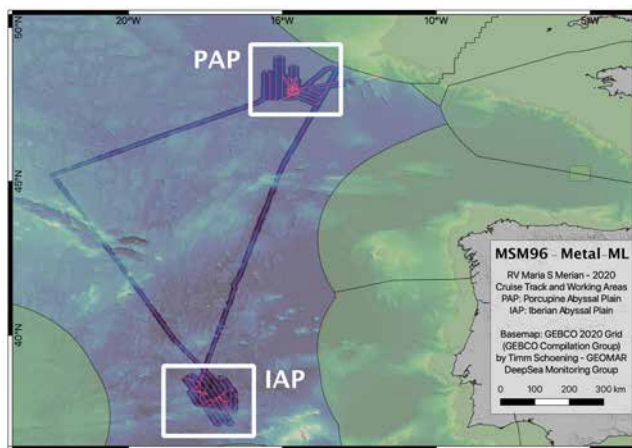 20°W 15°W 10°W 5°W
50°N
45°N
40°N
PAP
IAP
MSM96 - Metal-ML
RV Maria S Merian - 2020
Cruise Track and Working Areas
PAP: Porcupine Abyssal Plain
IAP: Iberian Abyssal Plain
Basemap: GEBCO 2020 Grid
(GEBCO Compilation Group)
by Timm Schoening - GEOMAR
DeepSea Monitoring Group
0 100 200 300 km